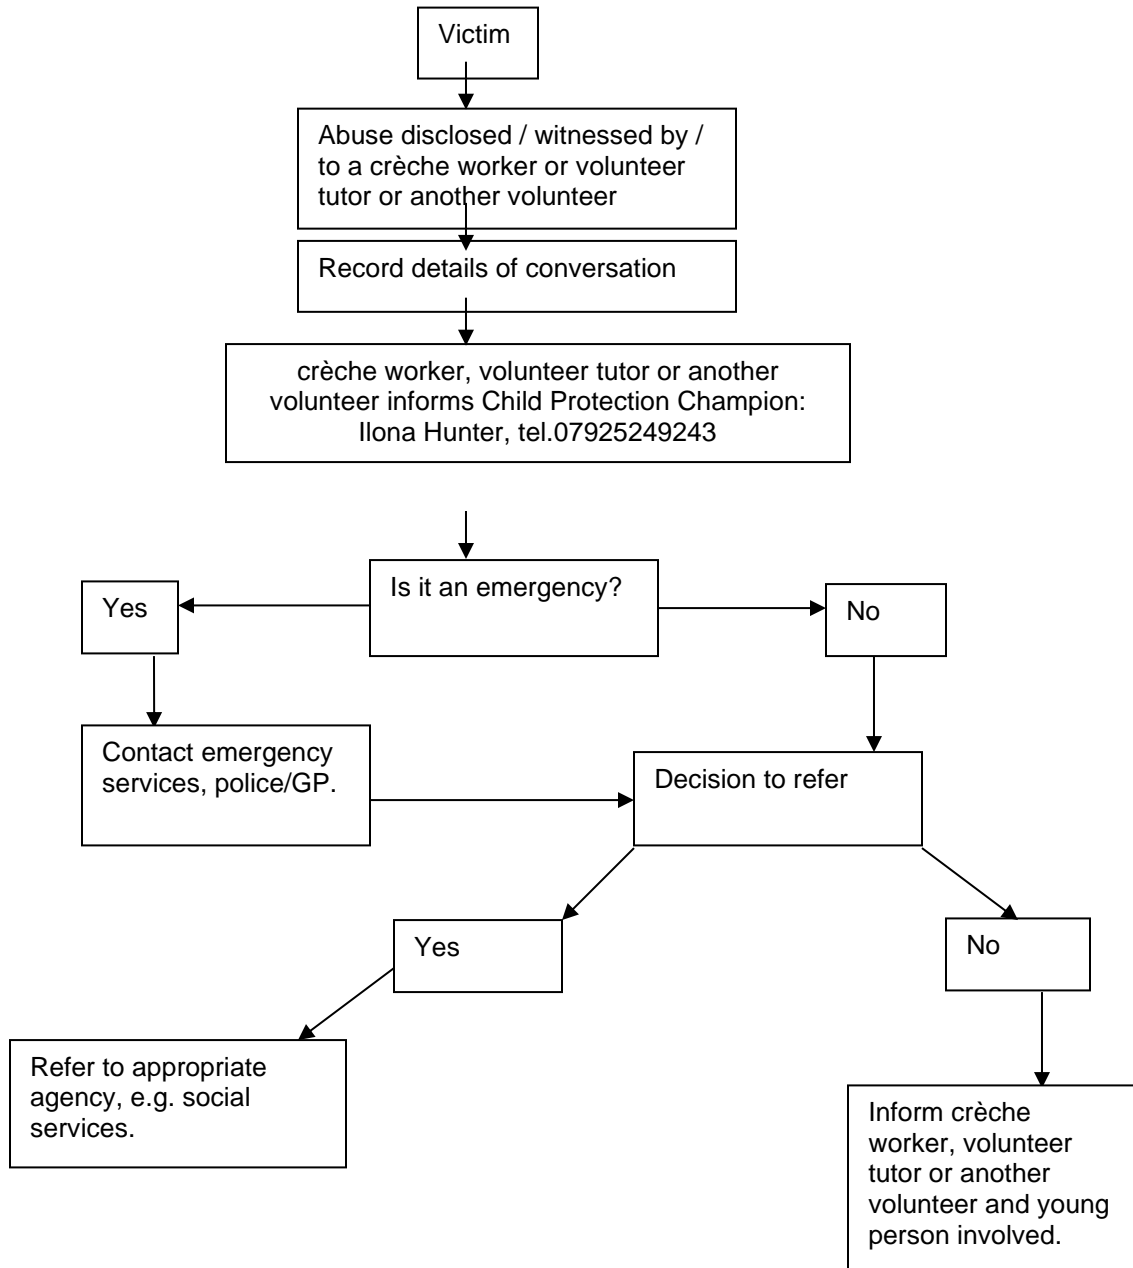 Victim
Abuse disclosed / witnessed by /
to a crèche worker or volunteer
tutor or another volunteer
Record details of conversation
crèche worker, volunteer tutor or another
volunteer informs Child Protection Champion:
Ilona Hunter, tel.07925249243
Is it an emergency?
Yes
No
Contact emergency
services, police/GP.
Decision to refer
Yes
No
Refer to appropriate
agency, e.g. social
services.
Inform crèche
worker, volunteer
tutor or another
volunteer and young
person involved.